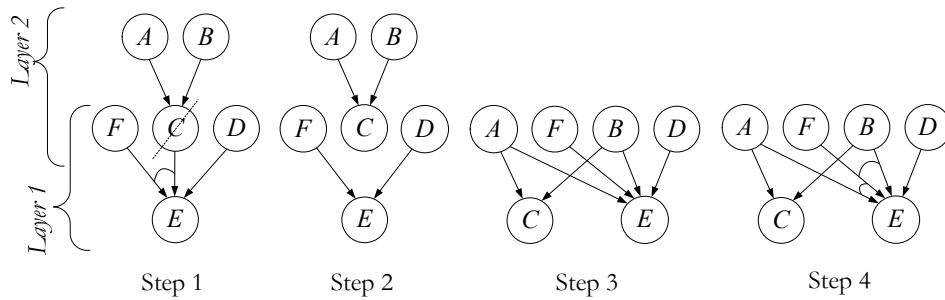 Layer 2
Layer 1
A B
F C D
E
Step 1
A B
F C D
E
Step 2
A F B D
C E
Step 3
A F B D
C E
Step 4